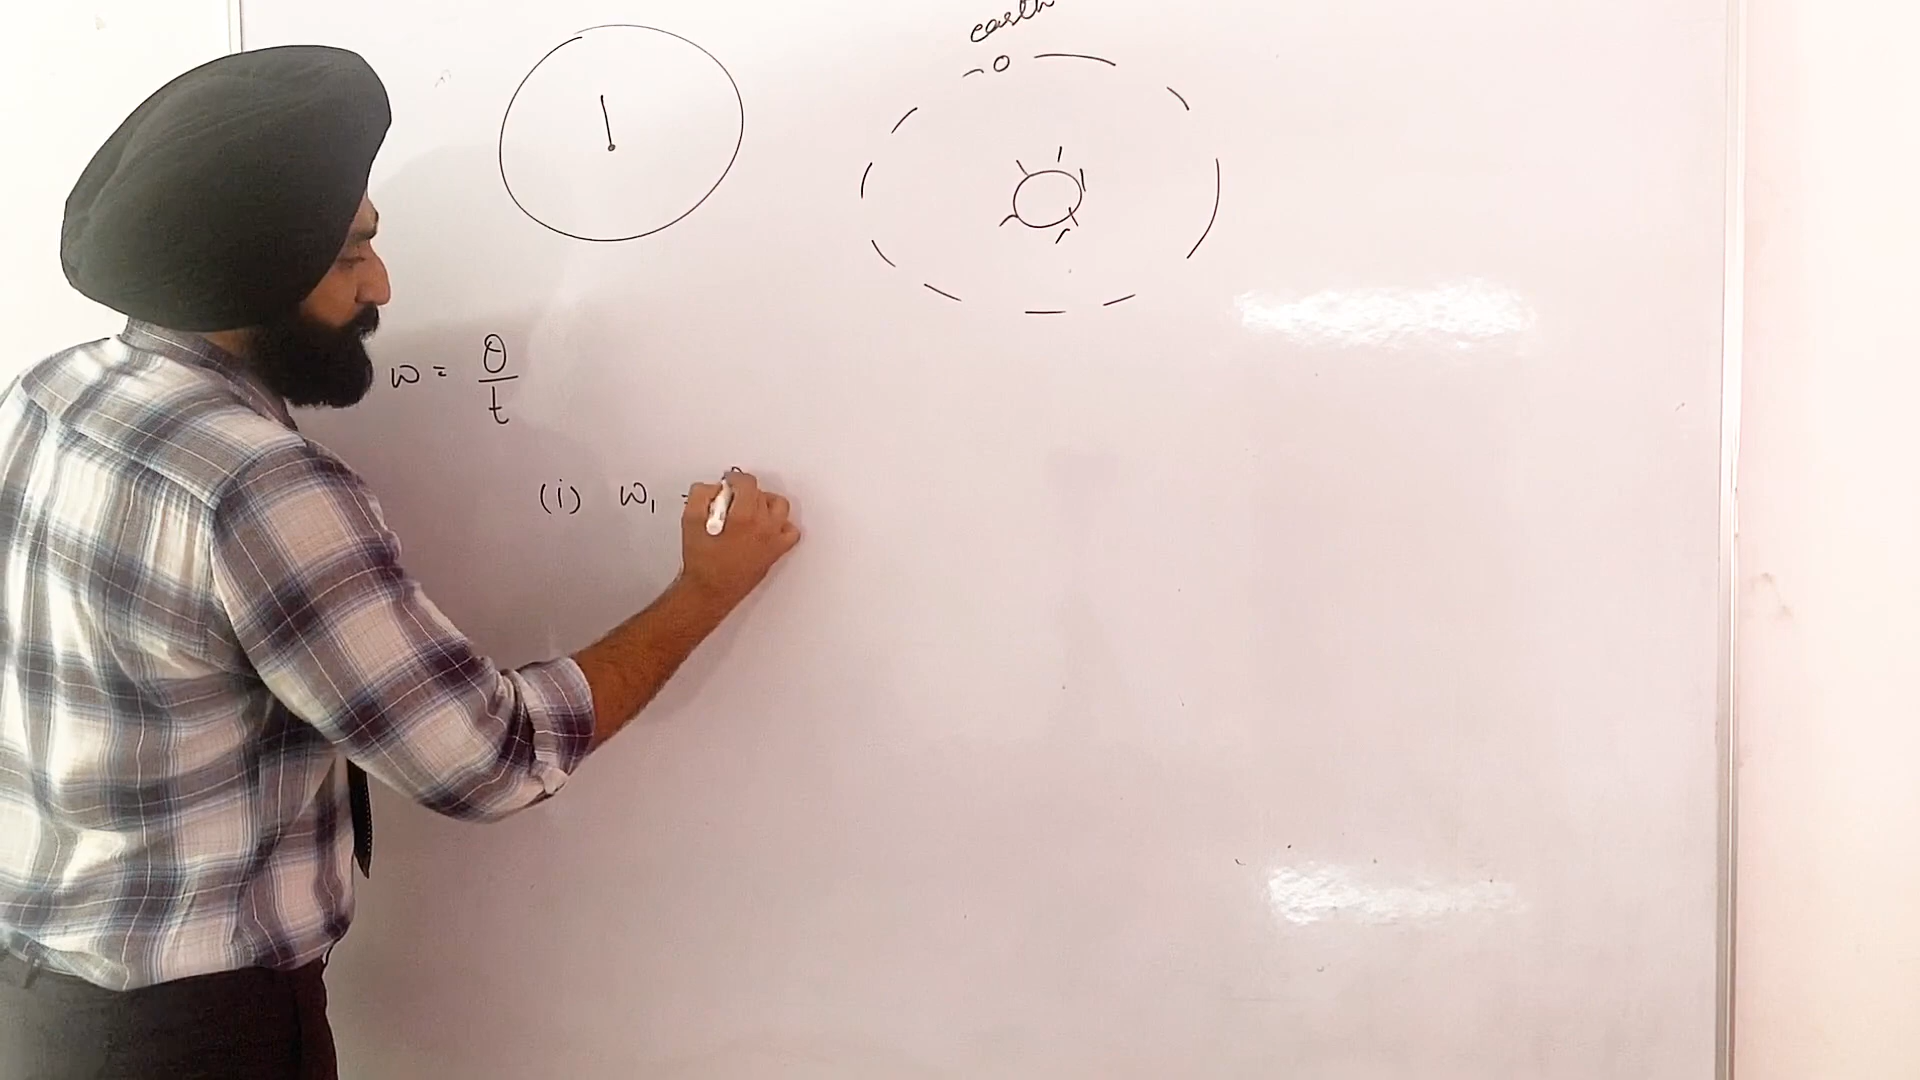 earth
ω = θ/t
(i) ω₁ =